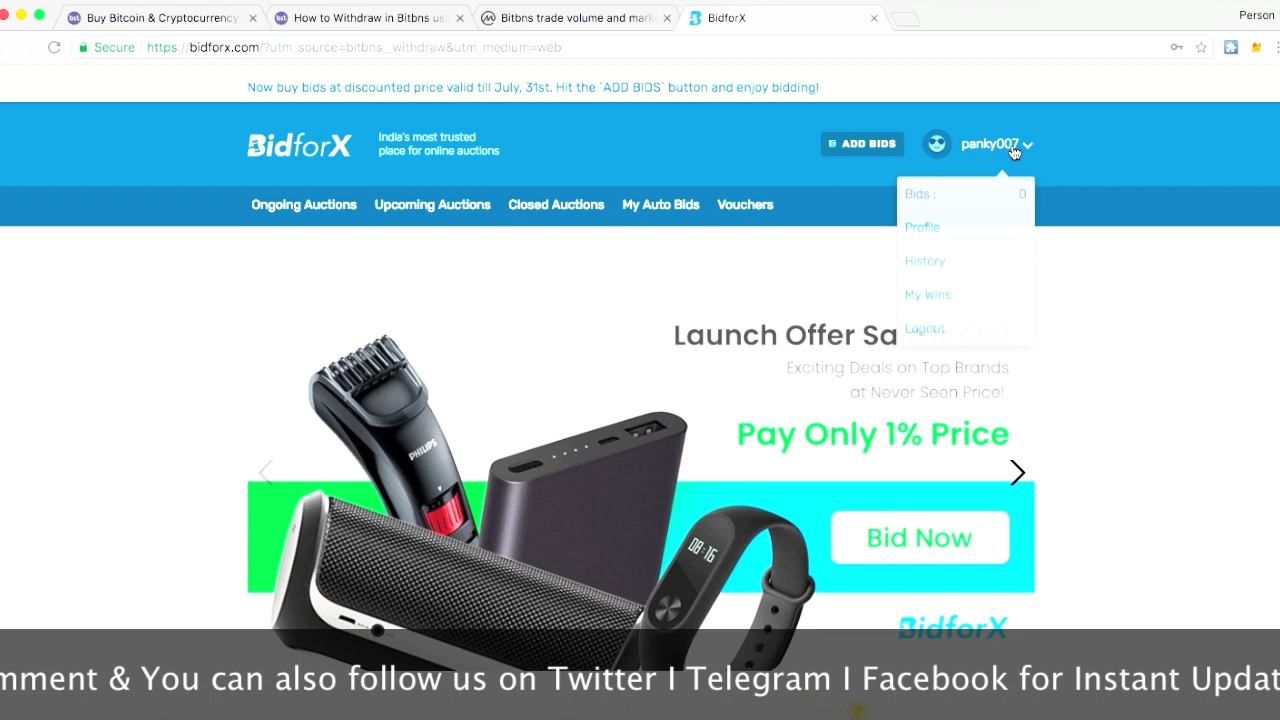 Buy Bitcoin & Cryptocurrency
How to Withdraw in Bitbns us
Bitbns trade volume and mark
BidforX
Person
Secure
https://bidforx.com/?utm_source=bitbns_withdraw&utm_medium=web
Now buy bids at discounted price valid till July, 31st. Hit the `ADD BIDS` button and enjoy bidding!
BidforX
India's most trusted
place for online auctions
ADD BIDS
panky007
Ongoing Auctions
Upcoming Auctions
Closed Auctions
My Auto Bids
Vouchers
Bids : 0
Profile
History
My Wins
Logout
Launch Offer Sa
Exciting Deals on Top Brands
at Never Seen Price!
Pay Only 1% Price
Bid Now
PHILIPS
08:16
BidforX
mment & You can also follow us on Twitter I Telegram I Facebook for Instant Updat